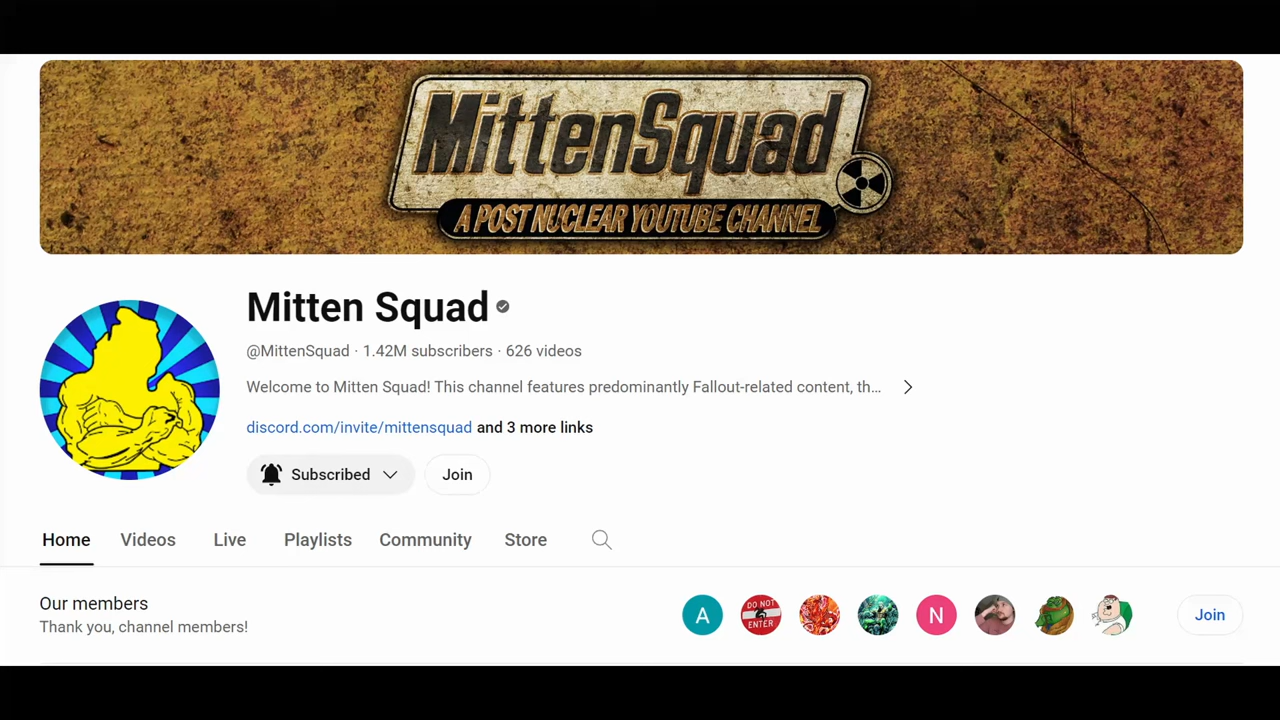 MittenSquad
A POST NUCLEAR YOUTUBE CHANNEL
Mitten Squad
@MittenSquad · 1.42M subscribers · 626 videos
Welcome to Mitten Squad! This channel features predominantly Fallout-related content, th...
discord.com/invite/mittensquad and 3 more links
Subscribed Join
Home Videos Live Playlists Community Store
Our members
Thank you, channel members!
A
DO NOT
ENTER
N
Join